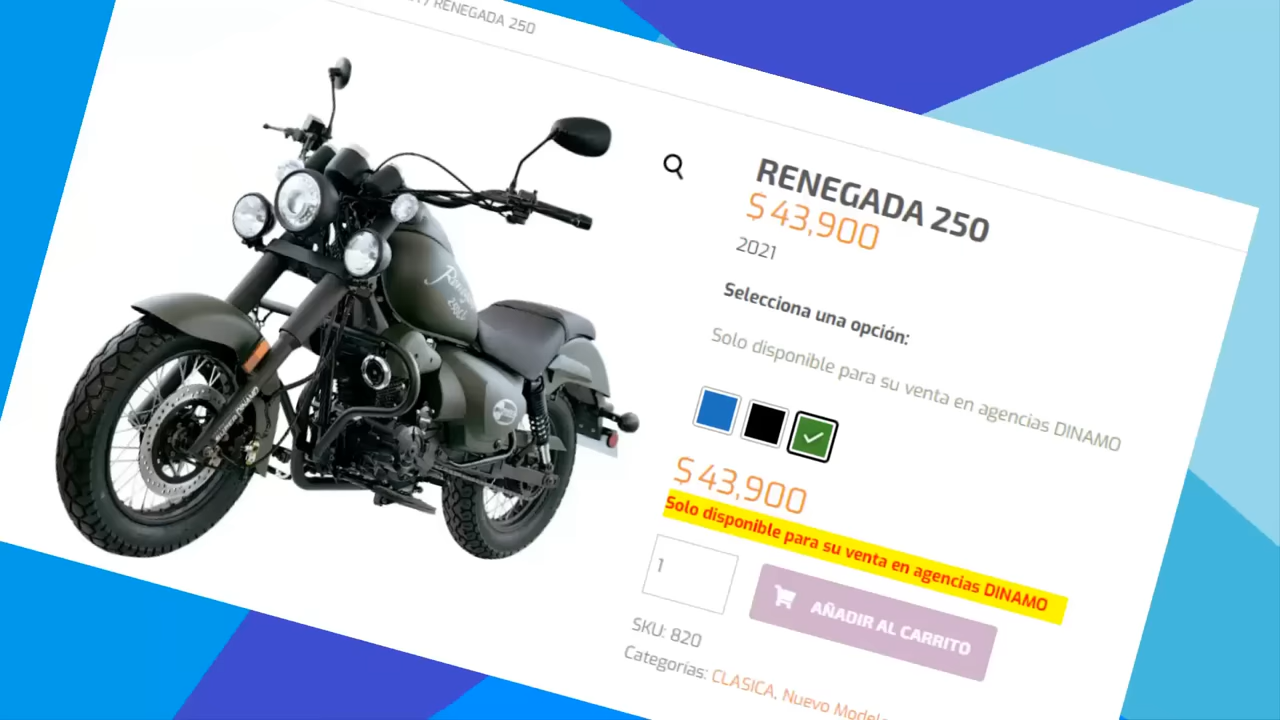 / RENEGADA 250
RENEGADA 250
$ 43,900
2021
Selecciona una opción:
Solo disponible para su venta en agencias DINAMO
$ 43,900
Solo disponible para su venta en agencias DINAMO
1
AÑADIR AL CARRITO
SKU: 820
Categorías: CLASICA, Nuevo Modelo
Renegada
250cc